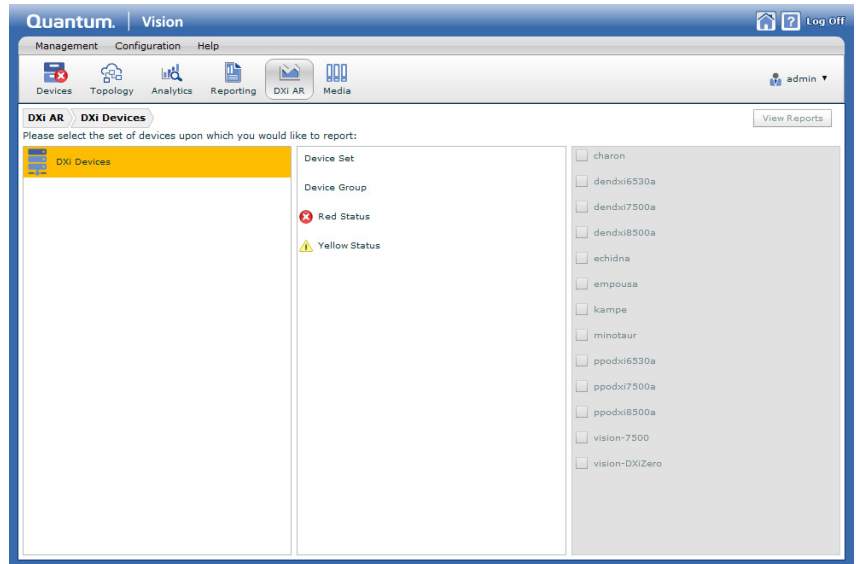 Quantum. | Vision
Log Off
Management Configuration Help
Devices Topology Analytics Reporting DXi AR Media
admin
DXi AR DXi Devices
View Reports
Please select the set of devices upon which you would like to report:
DXi Devices
Device Set
Device Group
Red Status
Yellow Status
charon
dendxi6530a
dendxi7500a
dendxi8500a
echidna
empousa
kampe
minotaur
ppodxi6530a
ppodxi7500a
ppodxi8500a
vision-7500
vision-DXiZero